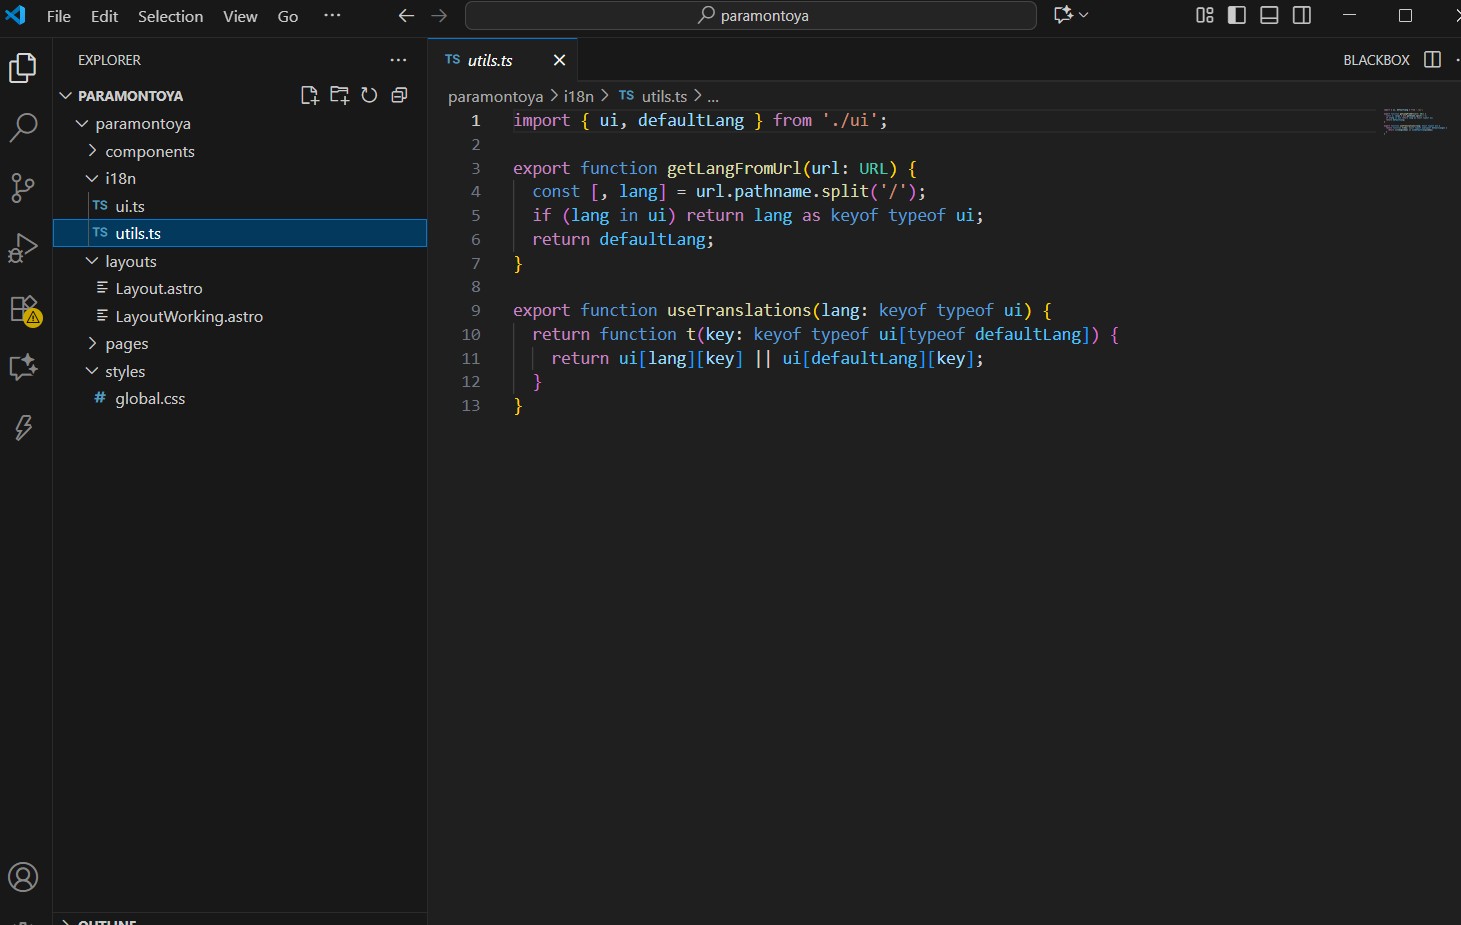 File Edit Selection View Go ··· paramontoya
EXPLORER ···
PARAMONTOYA
paramontoya
components
i18n
TS ui.ts
TS utils.ts
layouts
Layout.astro
LayoutWorking.astro
pages
styles
# global.css
OUTLINE
TS utils.ts
BLACKBOX
paramontoya > i18n > TS utils.ts > ...
1 import { ui, defaultLang } from './ui';
2
3 export function getLangFromUrl(url: URL) {
4   const [, lang] = url.pathname.split('/');
5   if (lang in ui) return lang as keyof typeof ui;
6   return defaultLang;
7 }
8
9 export function useTranslations(lang: keyof typeof ui) {
10   return function t(key: keyof typeof ui[typeof defaultLang]) {
11     return ui[lang][key] || ui[defaultLang][key];
12   }
13 }